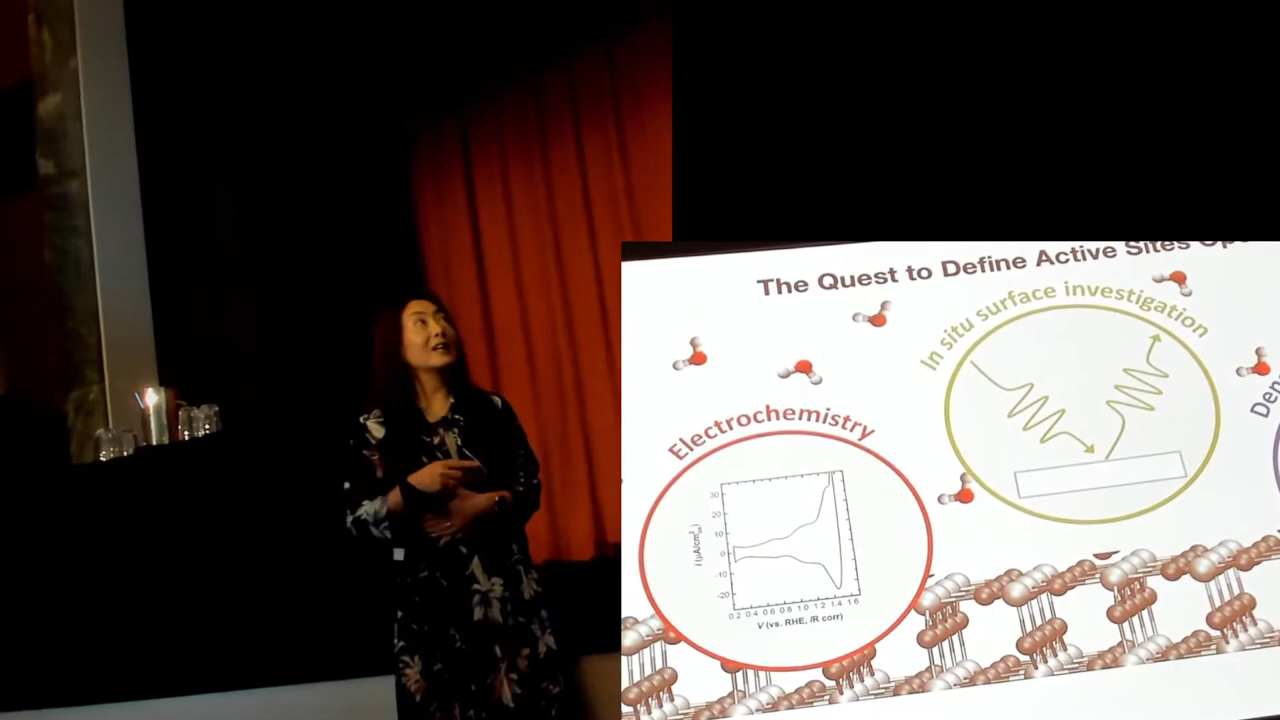 The Quest to Define Active Sites
In situ surface investigation
Electrochemistry
30
20
10
0
-10
-20
0.2 0.4 0.6 0.8 1.0 1.2 1.4 1.6
V (vs. RHE, iR corr)